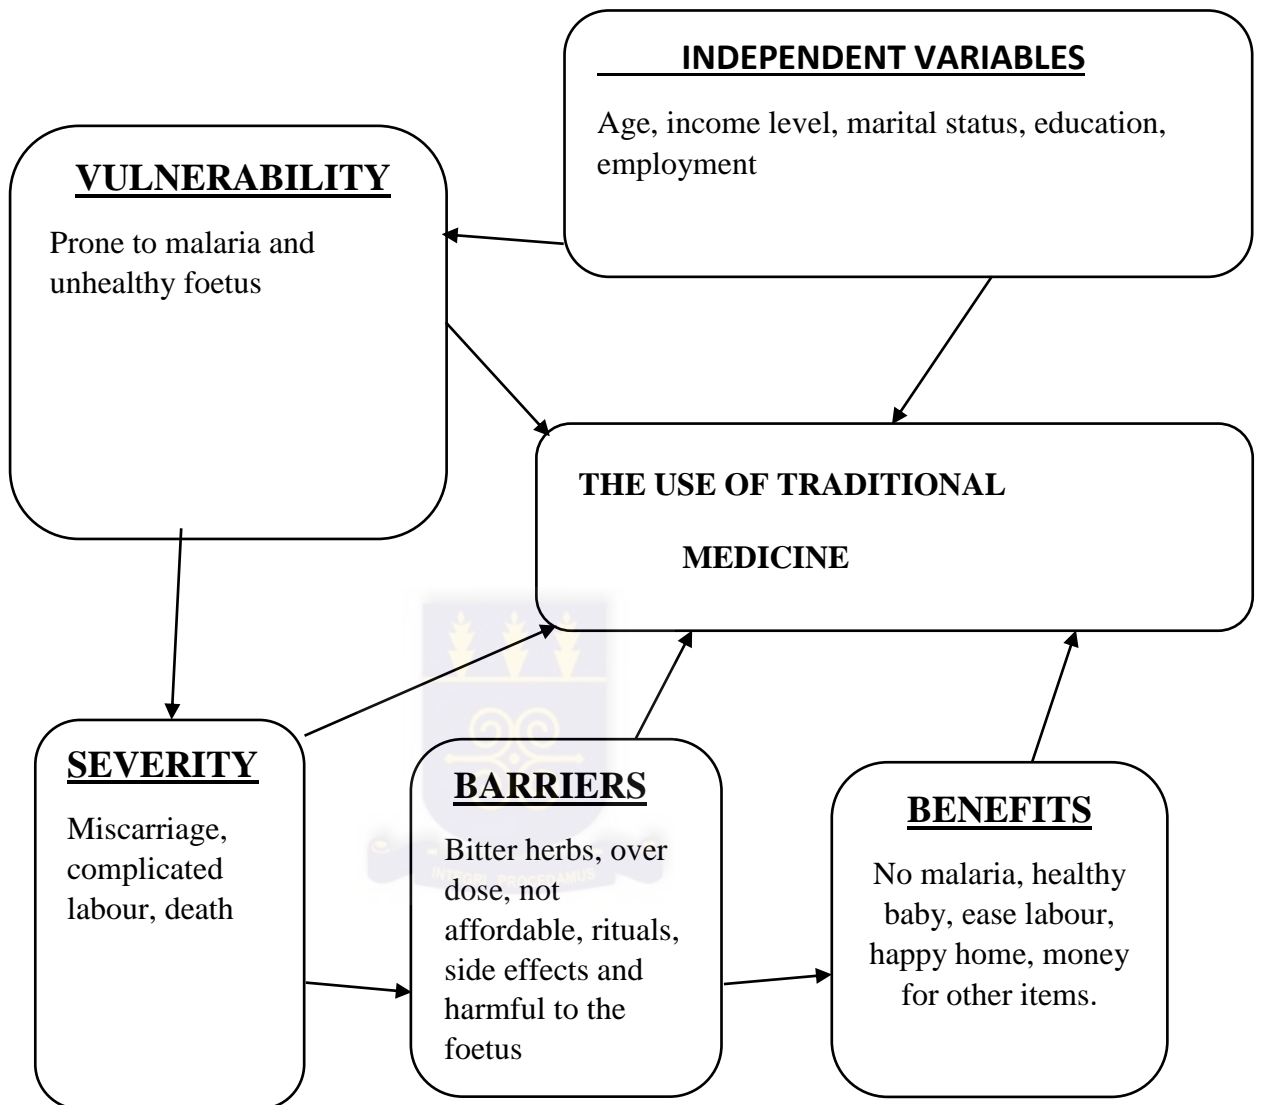 INDEPENDENT VARIABLES
Age, income level, marital status, education,
employment
VULNERABILITY
Prone to malaria and
unhealthy foetus
THE USE OF TRADITIONAL
MEDICINE
SEVERITY
Miscarriage,
complicated
labour, death
BARRIERS
Bitter herbs, over
dose, not
affordable, rituals,
side effects and
harmful to the
foetus
BENEFITS
No malaria, healthy
baby, ease labour,
happy home, money
for other items.
INTEGRI PROCEDAMUS